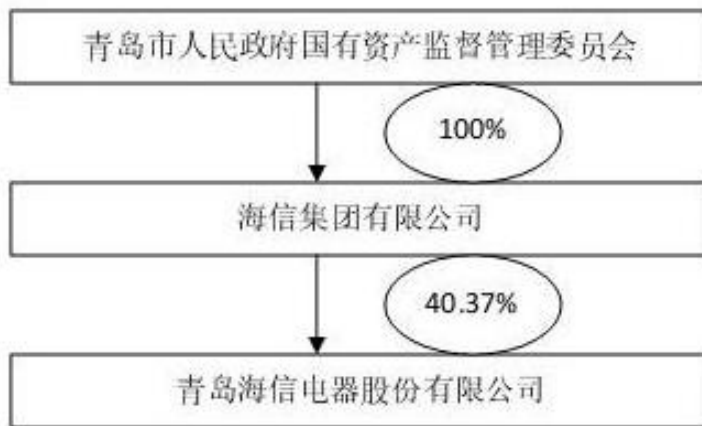 青岛市人民政府国有资产监督管理委员会
100%
海信集团有限公司
40.37%
青岛海信电器股份有限公司